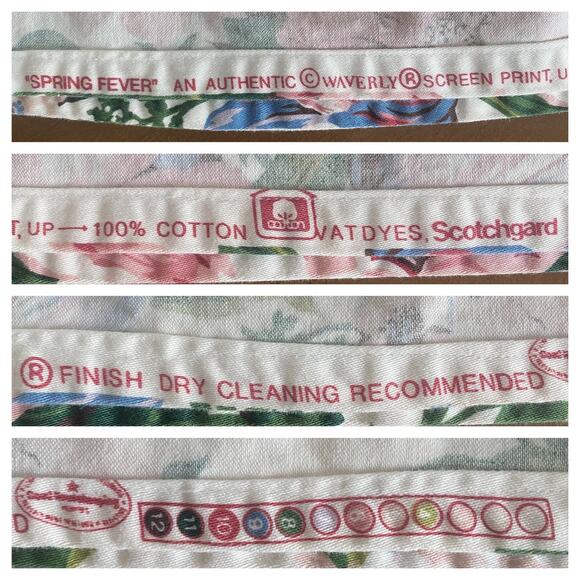 "SPRING FEVER" AN AUTHENTIC © WAVERLY ® SCREEN PRINT, U
T, UP → 100% COTTON cotton VAT DYES, Scotchgard
® FINISH DRY CLEANING RECOMMENDED
D 12 11 10 9 8